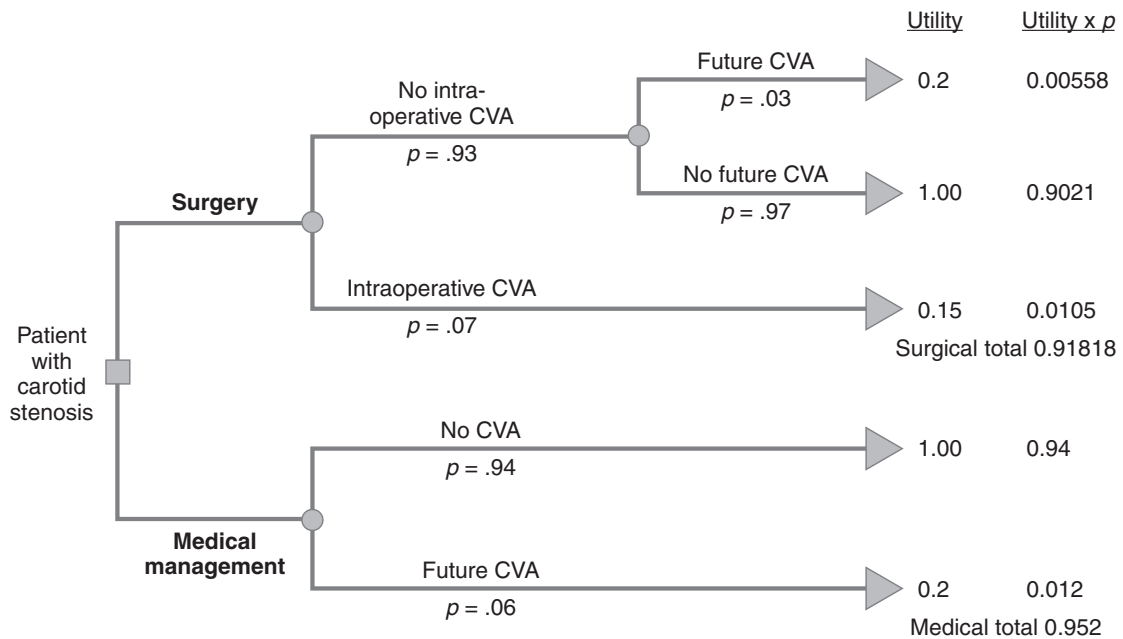 Utility Utility x p
Future CVA
p = .03
0.2 0.00558
No intra-
operative CVA
p = .93
No future CVA
p = .97
1.00 0.9021
Surgery
Intraoperative CVA
p = .07
0.15 0.0105
Surgical total 0.91818
Patient
with
carotid
stenosis
No CVA
p = .94
1.00 0.94
Medical
management
Future CVA
p = .06
0.2 0.012
Medical total 0.952